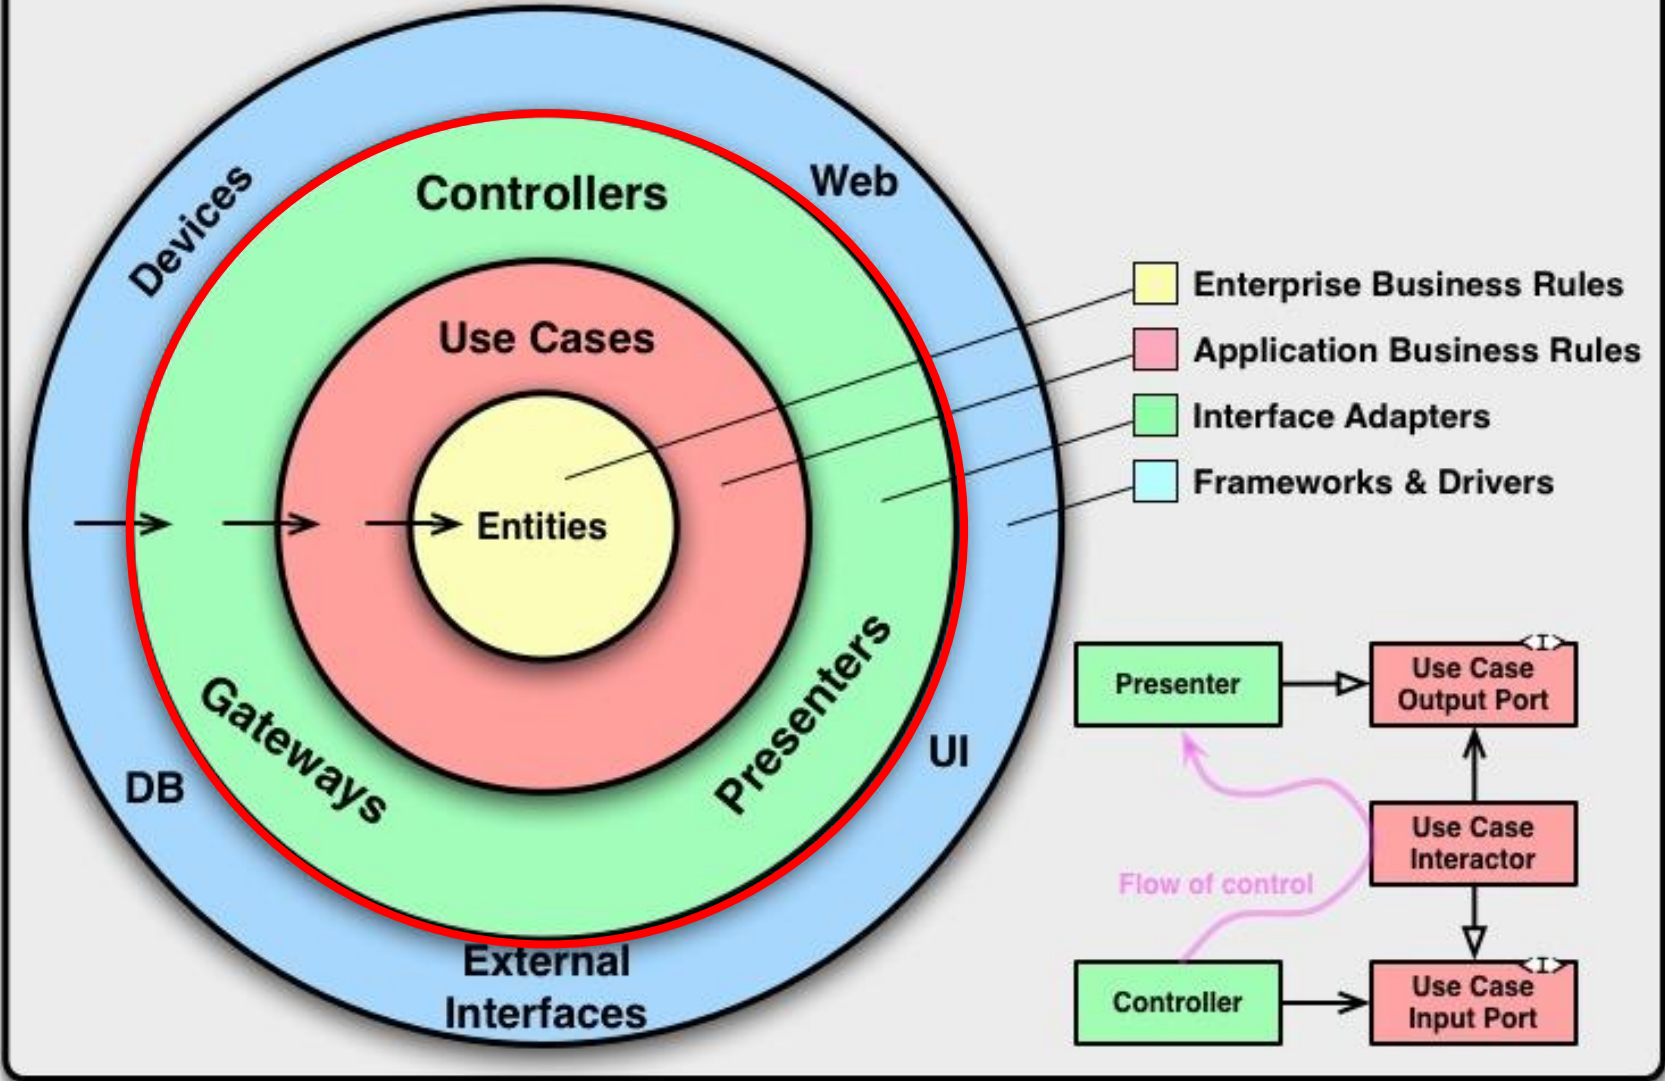 Devices
Controllers
Web
Use Cases
Entities
Gateways
Presenters
DB
UI
External
Interfaces
Enterprise Business Rules
Application Business Rules
Interface Adapters
Frameworks & Drivers
Presenter
<I>
Use Case
Output Port
Use Case
Interactor
Flow of control
Controller
<I>
Use Case
Input Port